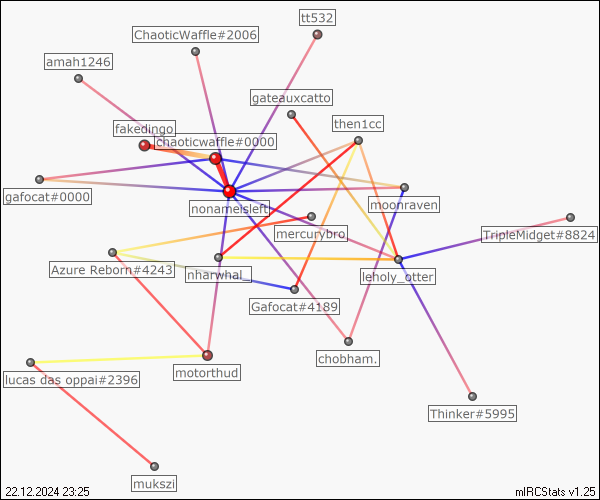 tt532
ChaoticWaffle#2006
amah1246
gateauxcatto
then1cc
fakedingo
chaoticwaffle#0000
gafocat#0000
moonraven
nonameisleft
mercurybro
TripleMidget#8824
Azure Reborn#4243
nharwhal_
leholy_otter
Gafocat#4189
chobham.
motorthud
lucas das oppai#2396
Thinker#5995
mukszi
22.12.2024 23:25
mIRCStats v1.25